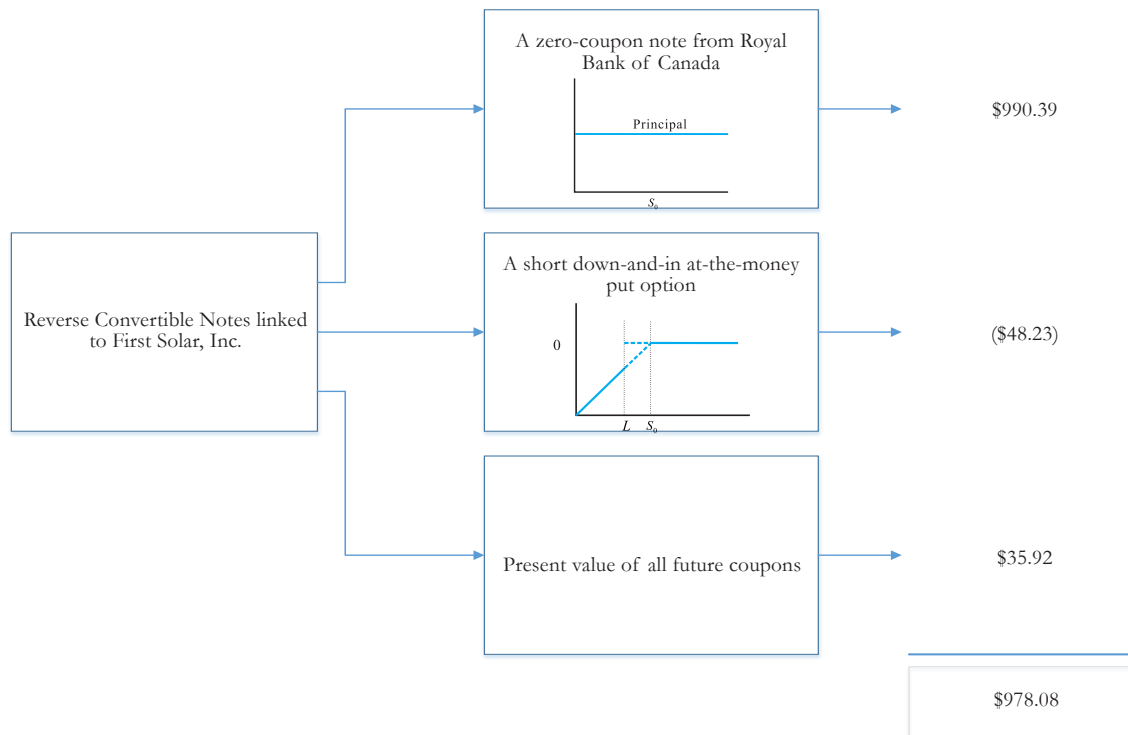 A zero-coupon note from Royal
Bank of Canada
Principal
S₀
$990.39
Reverse Convertible Notes linked
to First Solar, Inc.
A short down-and-in at-the-money
put option
0
L S₀
($48.23)
Present value of all future coupons
$35.92
$978.08